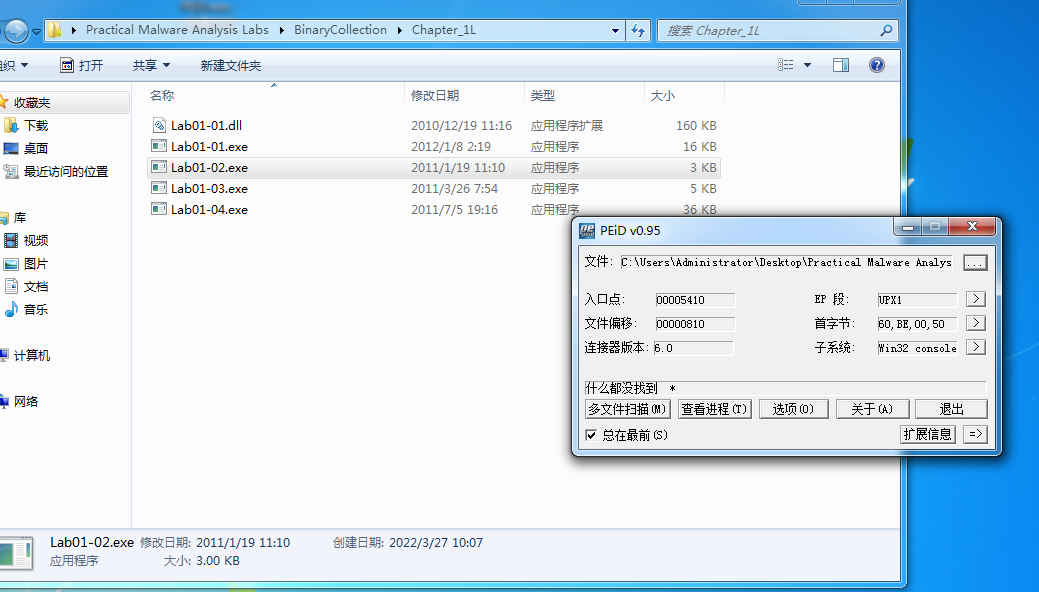 Practical Malware Analysis Labs BinaryCollection Chapter_1L
搜索 Chapter_1L
织 打开 共享 新建文件夹
收藏夹
下载
桌面
最近访问的位置
库
视频
图片
文档
音乐
计算机
网络
名称 修改日期 类型 大小
Lab01-01.dll 2010/12/19 11:16 应用程序扩展 160 KB
Lab01-01.exe 2012/1/8 2:19 应用程序 16 KB
Lab01-02.exe 2011/1/19 11:10 应用程序 3 KB
Lab01-03.exe 2011/3/26 7:54 应用程序 5 KB
Lab01-04.exe 2011/7/5 19:16 应用程序 36 KB
PEiD v0.95
文件: C:\Users\Administrator\Desktop\Practical Malware Analys ...
入口点: 00005410 EP 段: UPX1 >
文件偏移: 00000810 首字节: 60,BE,00,50 >
连接器版本: 6.0 子系统: Win32 console >
什么都没找到 *
多文件扫描(M) 查看进程(T) 选项(O) 关于(A) 退出
总在最前(S) 扩展信息 =>
Lab01-02.exe 修改日期: 2011/1/19 11:10 创建日期: 2022/3/27 10:07
应用程序 大小: 3.00 KB